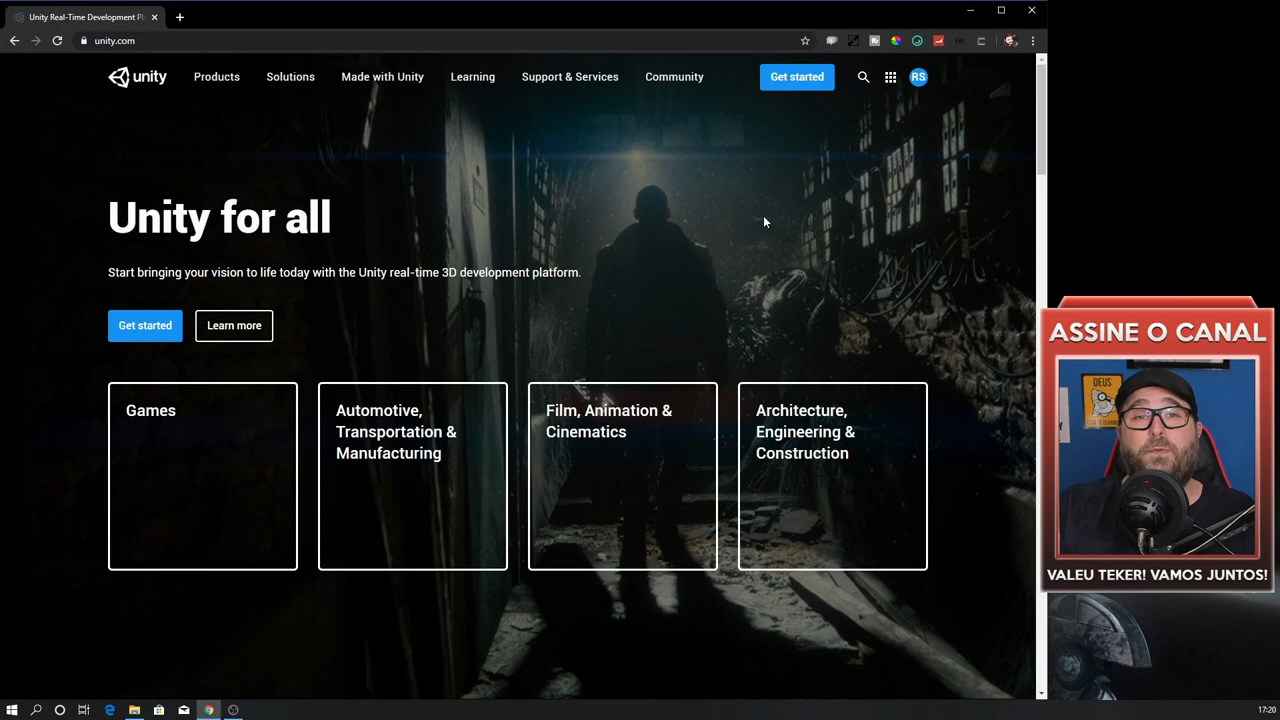 Unity Real-Time Development Pl
unity.com
unity
Products
Solutions
Made with Unity
Learning
Support & Services
Community
Get started
RS
Unity for all
Start bringing your vision to life today with the Unity real-time 3D development platform.
Get started
Learn more
Games
Automotive,
Transportation &
Manufacturing
Film, Animation &
Cinematics
Architecture,
Engineering &
Construction
ASSINE O CANAL
DEUS
VALEU TEKER! VAMOS JUNTOS!
17:20